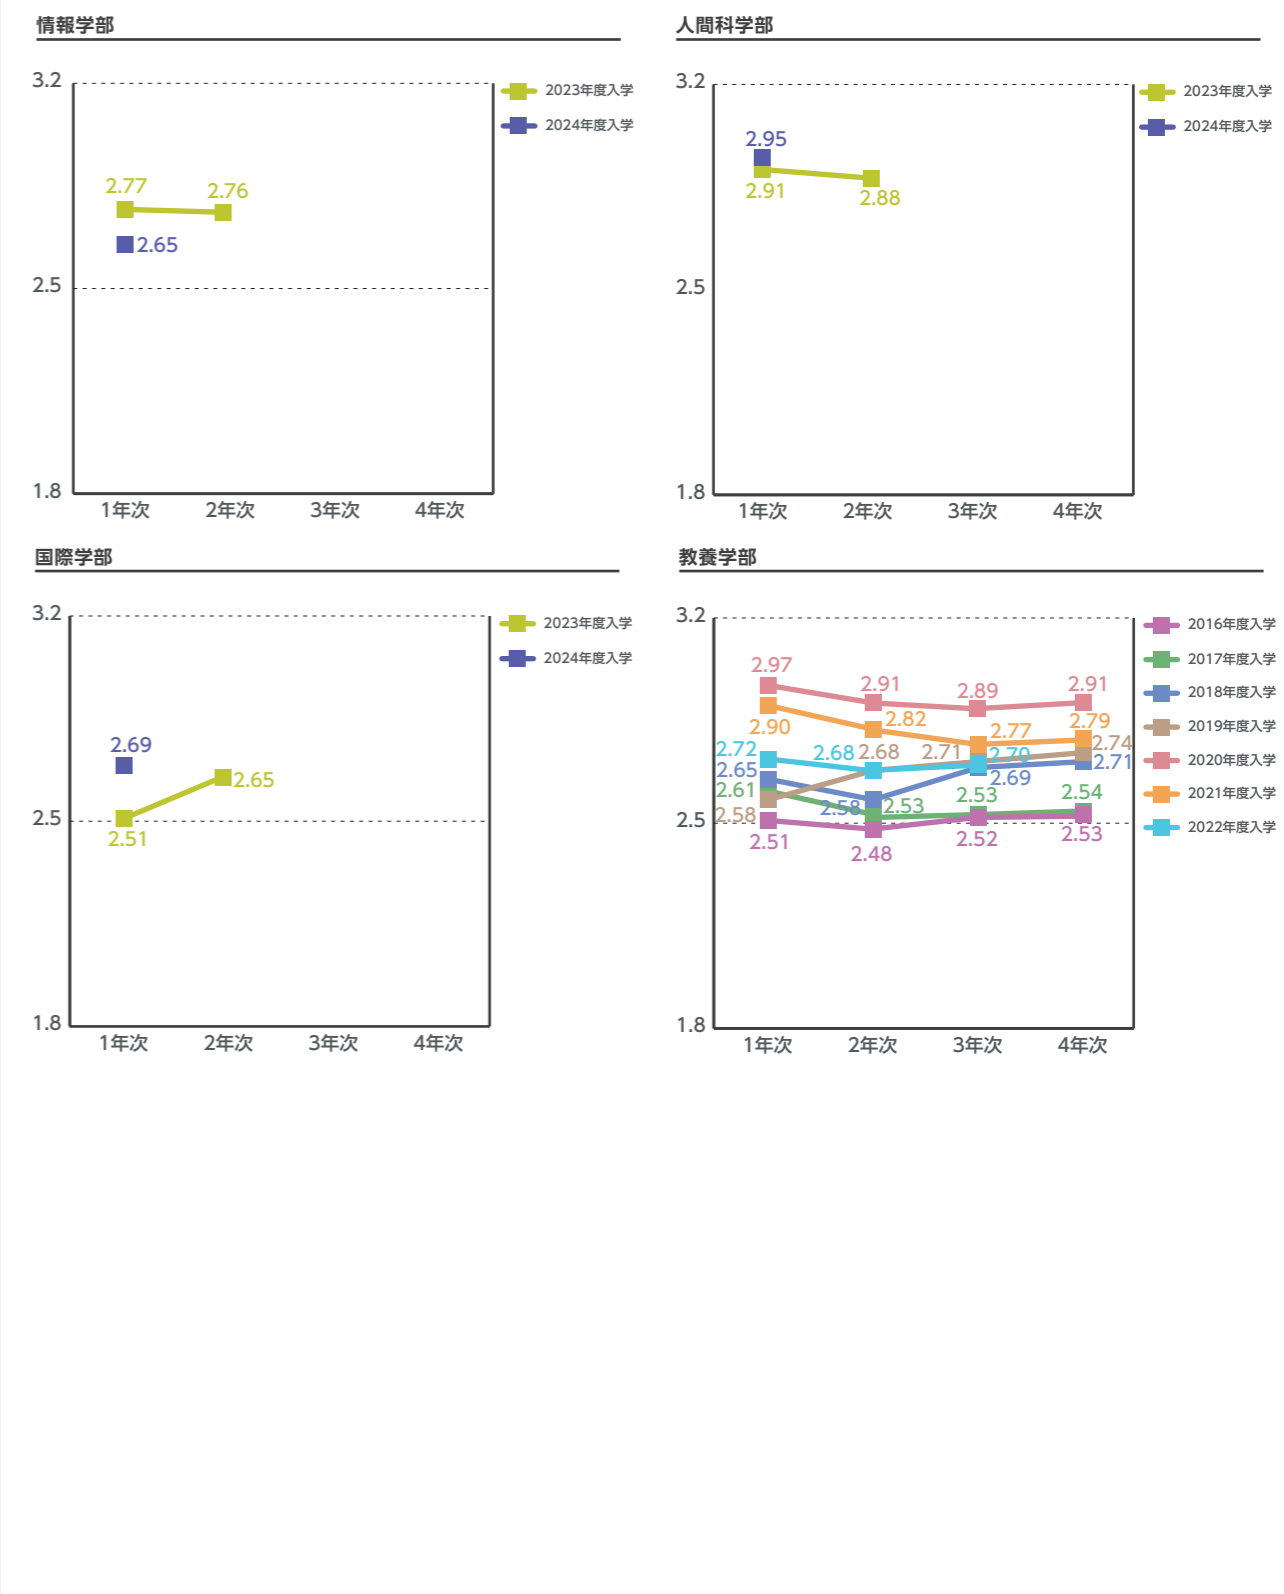 情報学部
3.2
2.5
1.8
2023年度入学
2024年度入学
2.77
2.76
2.65
1年次 2年次 3年次 4年次
人間科学部
3.2
2.5
1.8
2023年度入学
2024年度入学
2.95
2.91
2.88
1年次 2年次 3年次 4年次
国際学部
3.2
2.5
1.8
2023年度入学
2024年度入学
2.69
2.65
2.51
1年次 2年次 3年次 4年次
教養学部
3.2
2.5
1.8
2016年度入学
2017年度入学
2018年度入学
2019年度入学
2020年度入学
2021年度入学
2022年度入学
2.97 2.91 2.89 2.91
2.90 2.82 2.77 2.79
2.72 2.68 2.68 2.71 2.70 2.74
2.65 2.58 2.69 2.71
2.61 2.53 2.53 2.54
2.58
2.51 2.48 2.52 2.53
1年次 2年次 3年次 4年次